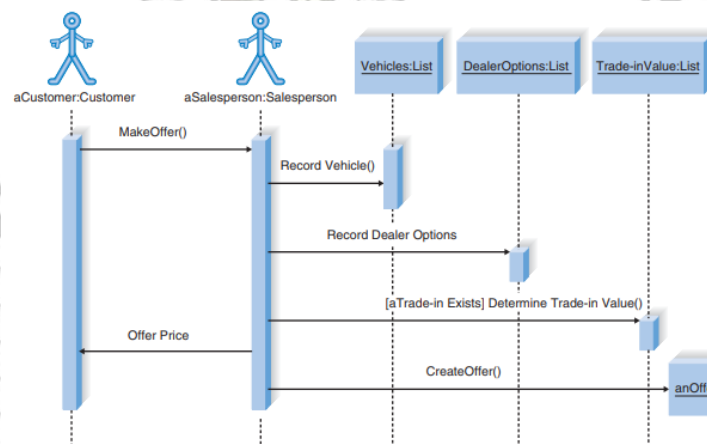 aCustomer:Customer
aSalesperson:Salesperson
Vehicles:List
DealerOptions:List
Trade-inValue:List
MakeOffer()
Record Vehicle()
Record Dealer Options
[aTrade-in Exists] Determine Trade-in Value()
Offer Price
CreateOffer()